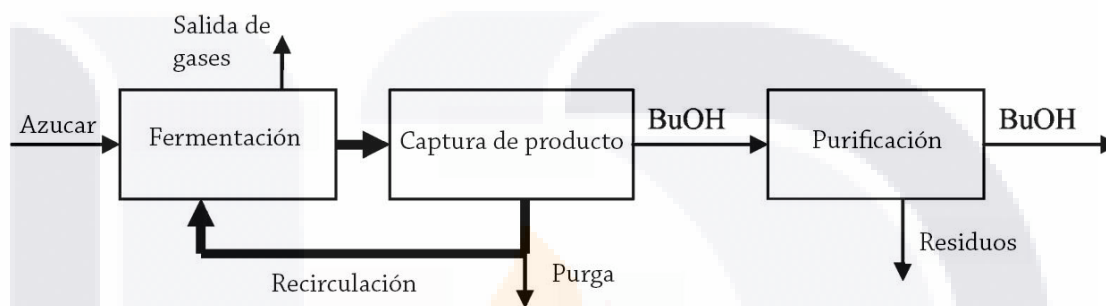 Salida de
gases
Azucar
Fermentación
Captura de producto
BuOH
Purificación
BuOH
Recirculación
Purga
Residuos